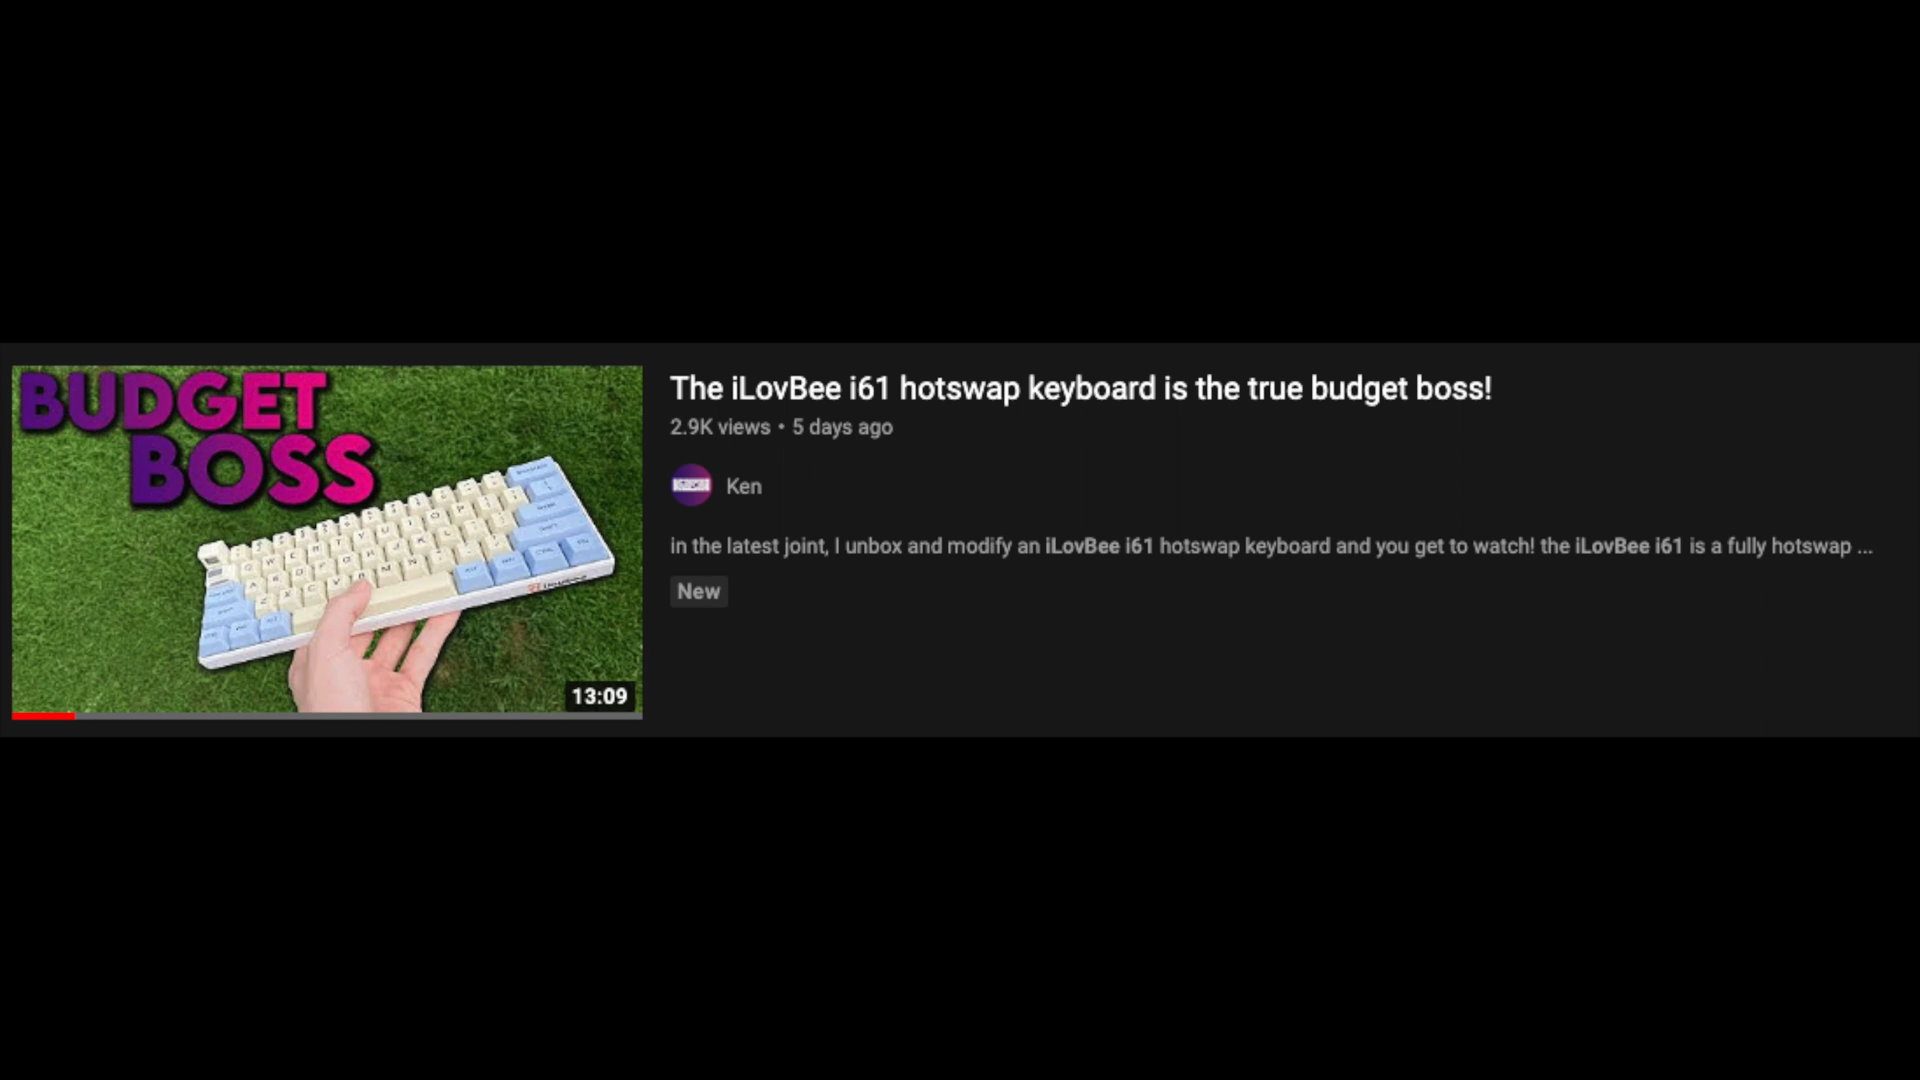 BUDGET
BOSS
13:09
The iLovBee i61 hotswap keyboard is the true budget boss!
2.9K views • 5 days ago
Ken
in the latest joint, I unbox and modify an iLovBee i61 hotswap keyboard and you get to watch! the iLovBee i61 is a fully hotswap ...
New